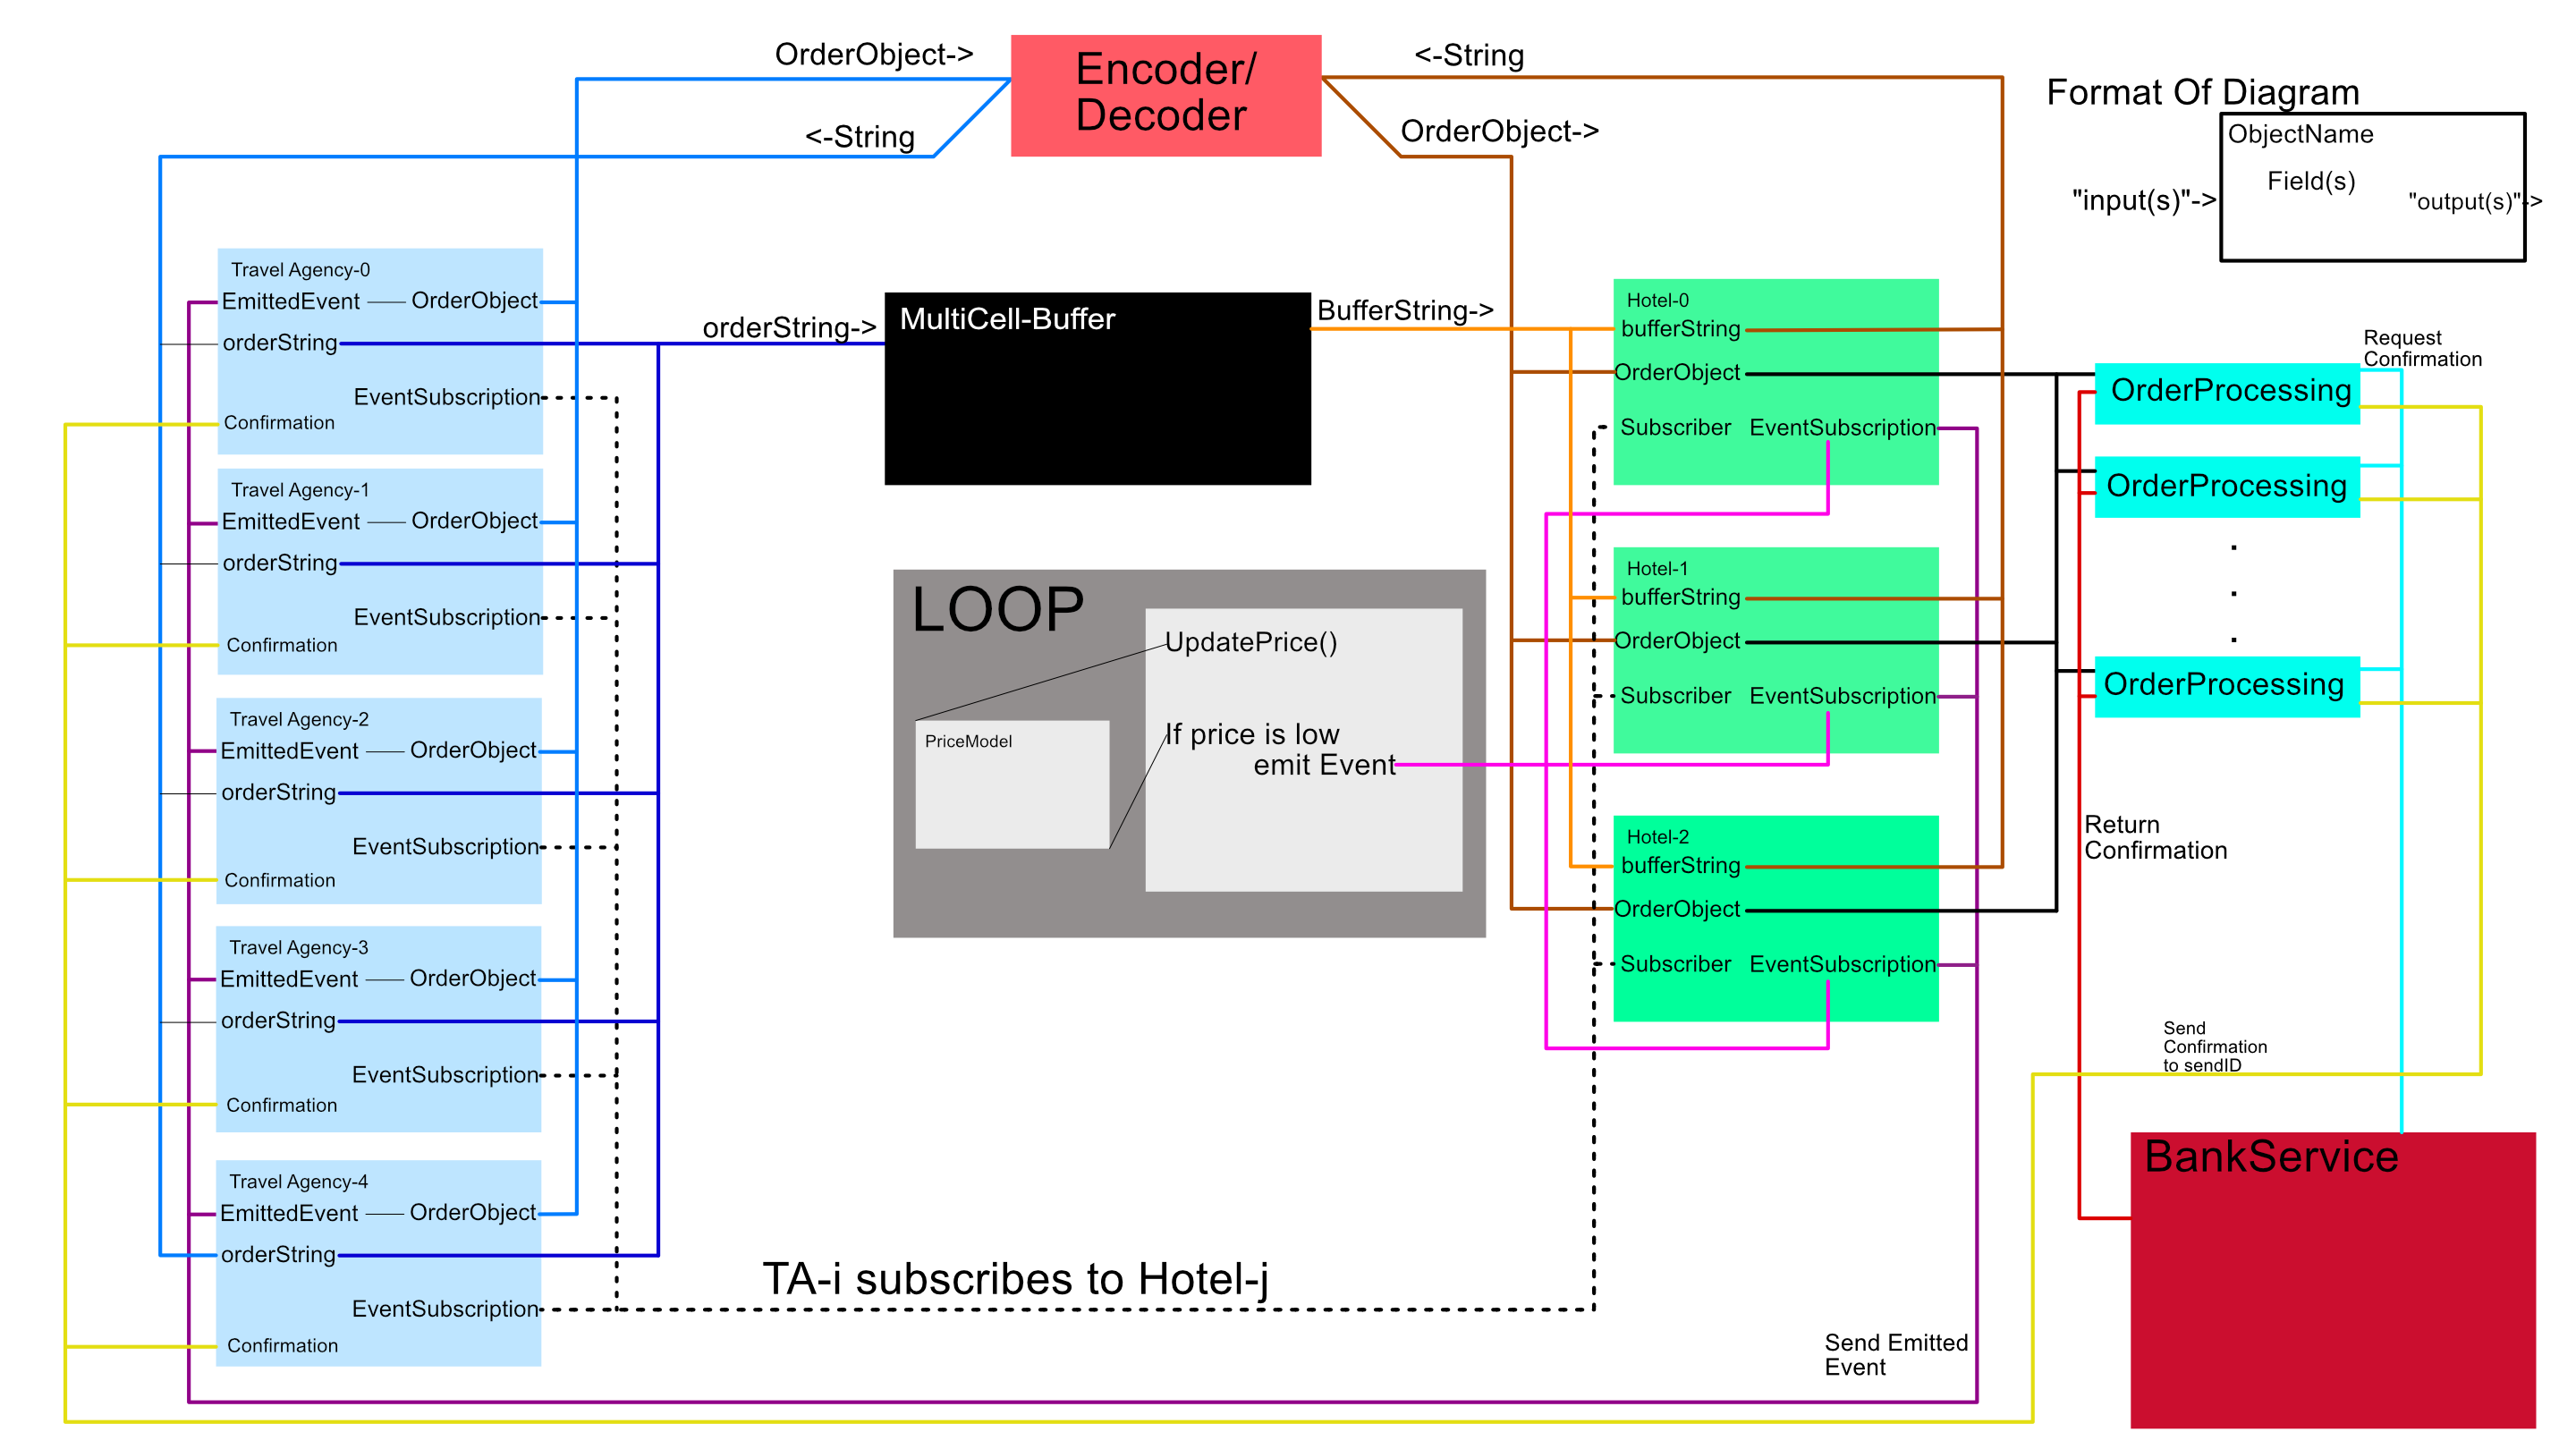 OrderObject->
<-String
Encoder/
Decoder
<-String
OrderObject->
Format Of Diagram
ObjectName
Field(s)
"input(s)"->
"output(s)"->
Travel Agency-0
EmittedEvent
OrderObject
orderString
EventSubscription
Confirmation
Travel Agency-1
EmittedEvent
OrderObject
orderString
EventSubscription
Confirmation
Travel Agency-2
EmittedEvent
OrderObject
orderString
EventSubscription
Confirmation
Travel Agency-3
EmittedEvent
OrderObject
orderString
EventSubscription
Confirmation
Travel Agency-4
EmittedEvent
OrderObject
orderString
EventSubscription
Confirmation
orderString->
MultiCell-Buffer
BufferString->
LOOP
UpdatePrice()
PriceModel
If price is low
emit Event
TA-i subscribes to Hotel-j
Hotel-0
bufferString
OrderObject
Subscriber
EventSubscription
Hotel-1
bufferString
OrderObject
Subscriber
EventSubscription
Hotel-2
bufferString
OrderObject
Subscriber
EventSubscription
Send Emitted
Event
Request
Confirmation
OrderProcessing
OrderProcessing
.
.
.
OrderProcessing
Return
Confirmation
Send
Confirmation
to sendID
BankService